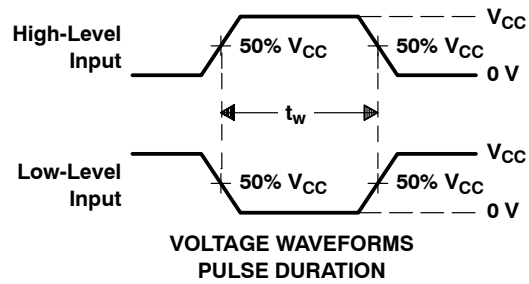 High-Level
Input
50% VCC
50% VCC
VCC
0 V
tw
Low-Level
Input
50% VCC
50% VCC
VCC
0 V
VOLTAGE WAVEFORMS
PULSE DURATION